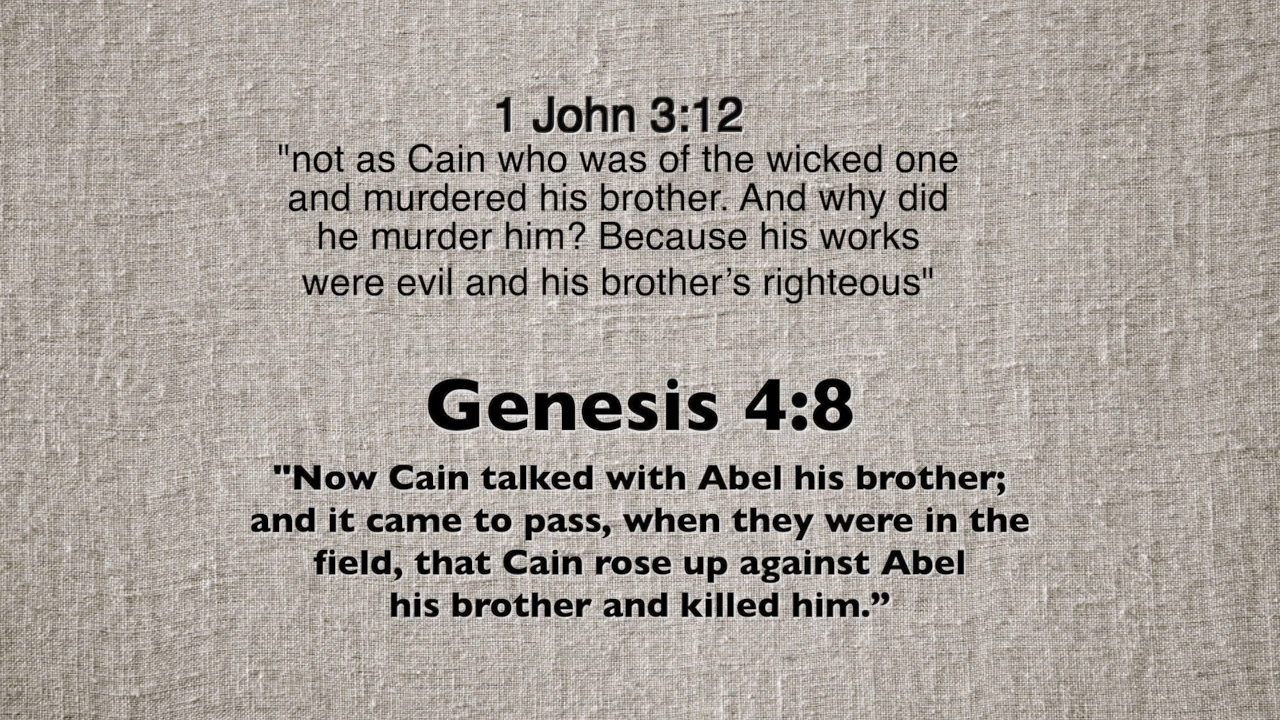 1 John 3:12
"not as Cain who was of the wicked one
and murdered his brother. And why did
he murder him? Because his works
were evil and his brother’s righteous"
Genesis 4:8
"Now Cain talked with Abel his brother;
and it came to pass, when they were in the
field, that Cain rose up against Abel
his brother and killed him.”